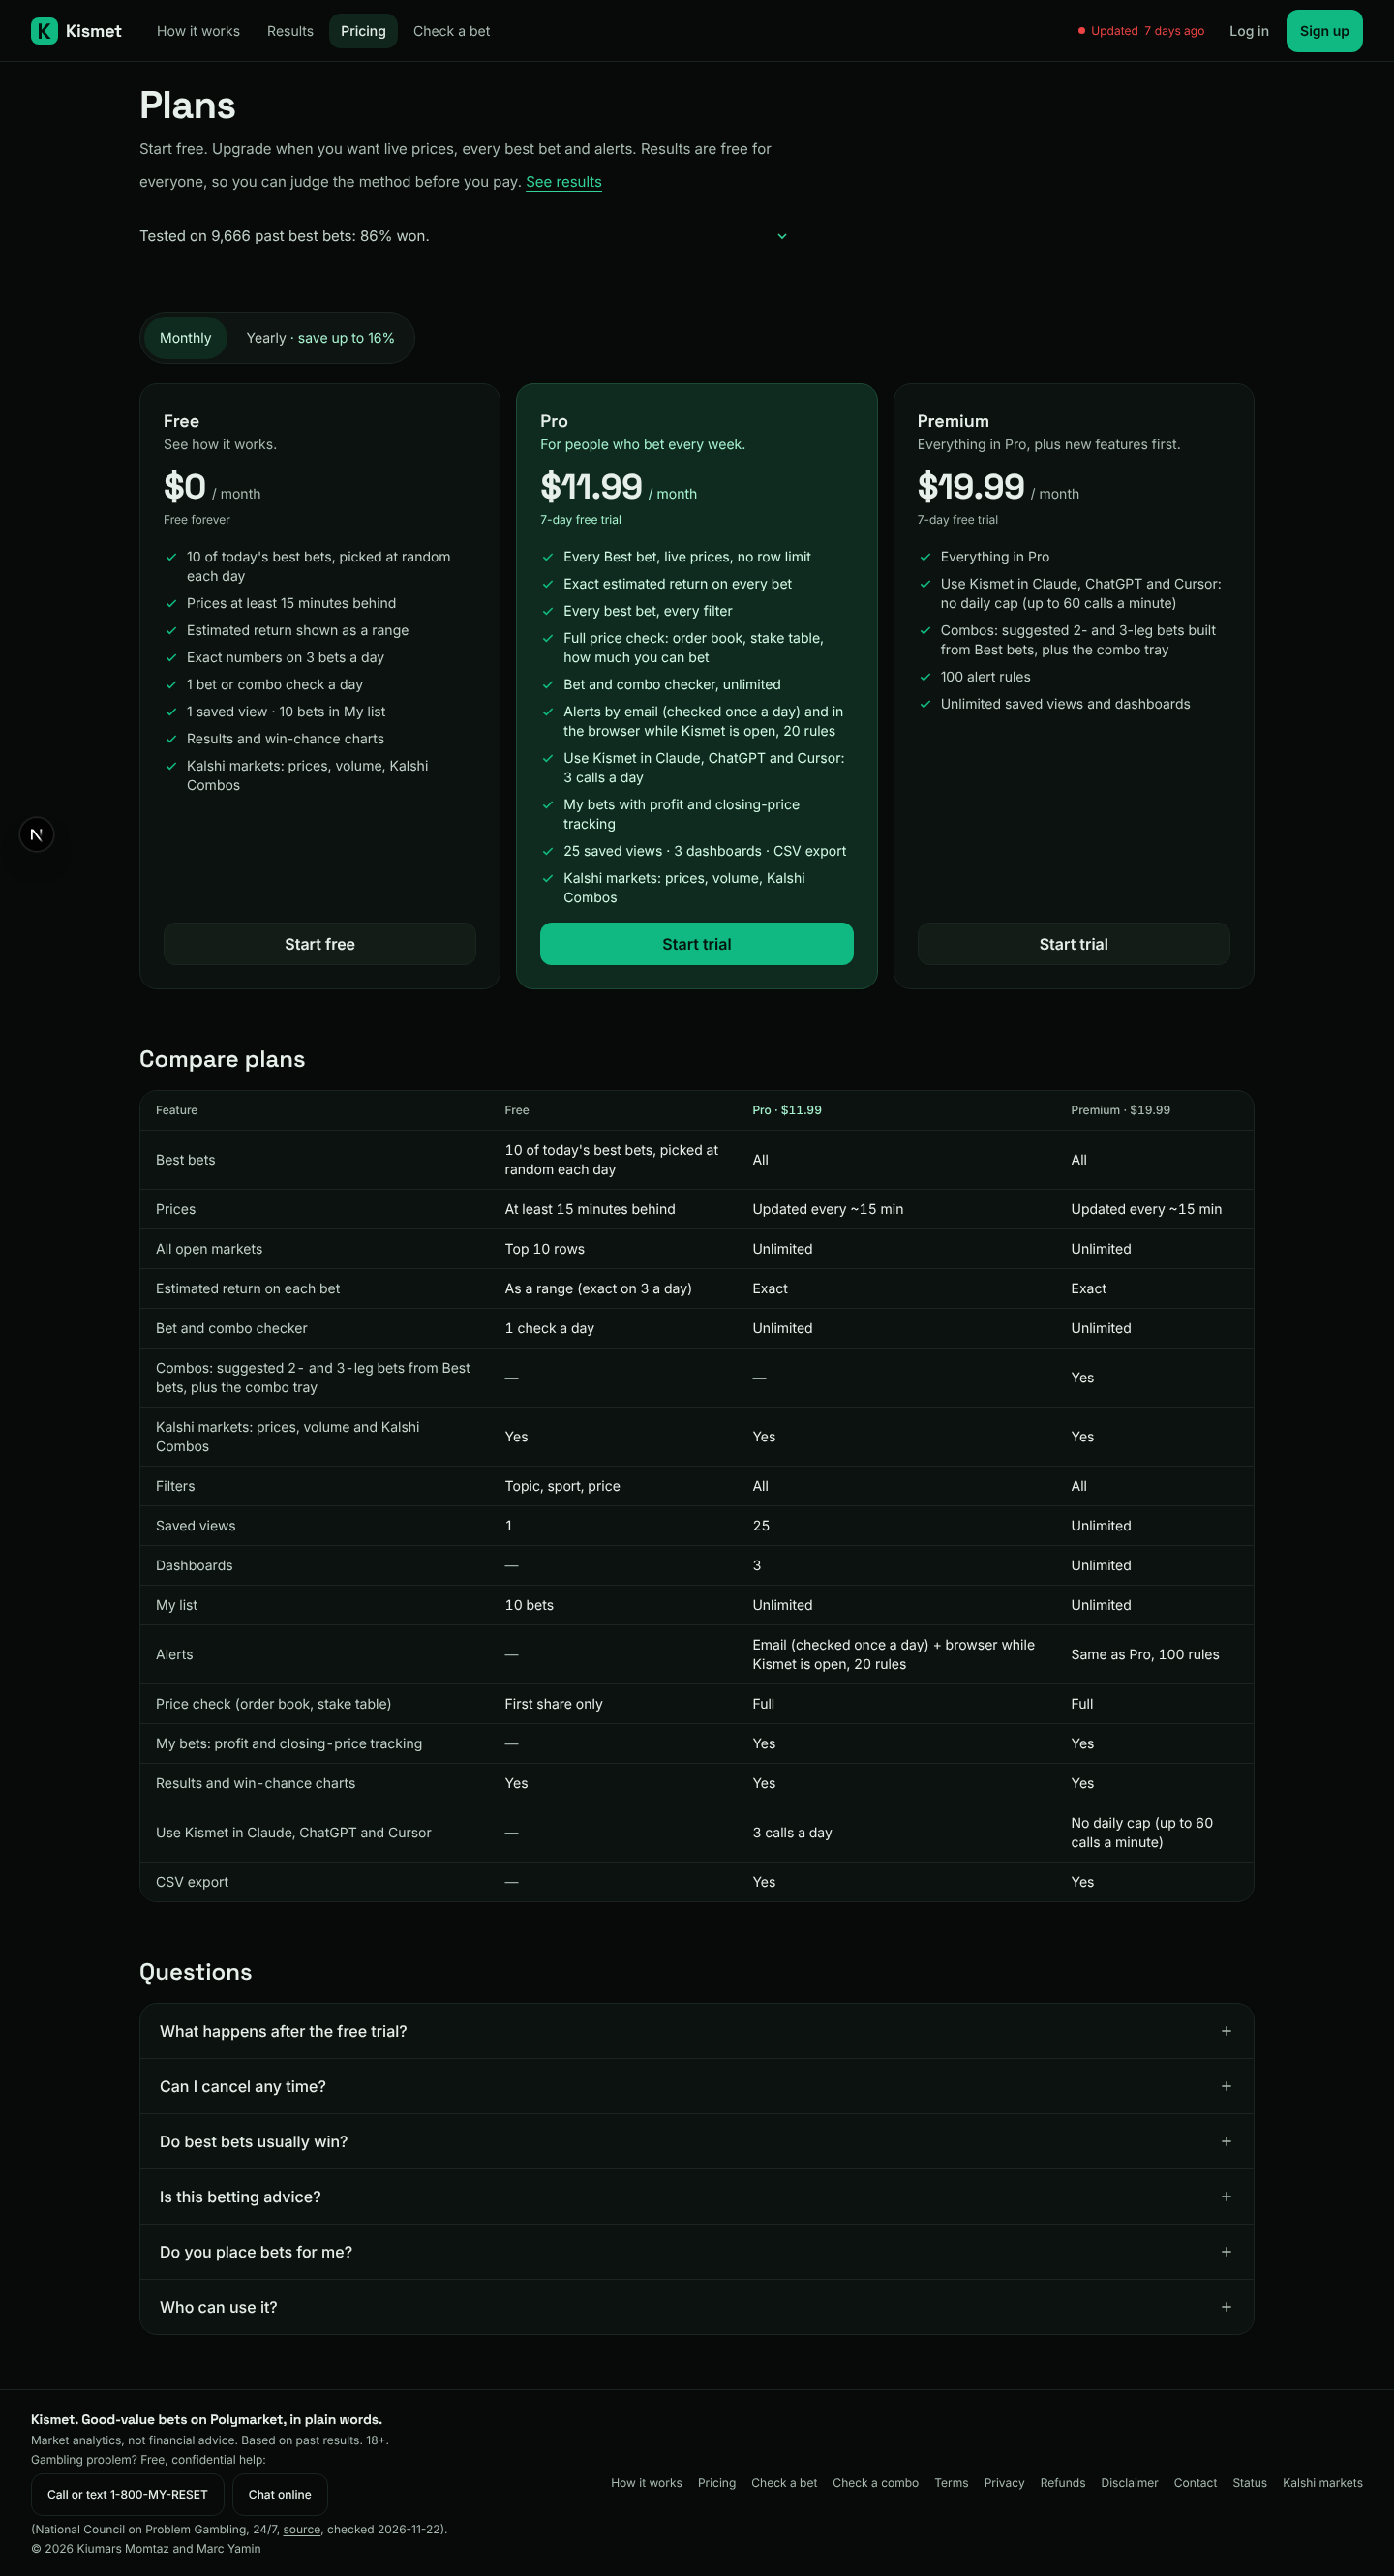 K Kismet
How it works
Results
Pricing
Check a bet
Updated 7 days ago
Log in
Sign up
Plans
Start free. Upgrade when you want live prices, every best bet and alerts. Results are free for
everyone, so you can judge the method before you pay. See results
Tested on 9,666 past best bets: 86% won.
Monthly
Yearly · save up to 16%
Free
See how it works.
$0 / month
Free forever
10 of today's best bets, picked at random
each day
Prices at least 15 minutes behind
Estimated return shown as a range
Exact numbers on 3 bets a day
1 bet or combo check a day
1 saved view · 10 bets in My list
Results and win-chance charts
Kalshi markets: prices, volume, Kalshi
Combos
Start free
Pro
For people who bet every week.
$11.99 / month
7-day free trial
Every Best bet, live prices, no row limit
Exact estimated return on every bet
Every best bet, every filter
Full price check: order book, stake table,
how much you can bet
Bet and combo checker, unlimited
Alerts by email (checked once a day) and in
the browser while Kismet is open, 20 rules
Use Kismet in Claude, ChatGPT and Cursor:
3 calls a day
My bets with profit and closing-price
tracking
25 saved views · 3 dashboards · CSV export
Kalshi markets: prices, volume, Kalshi
Combos
Start trial
Premium
Everything in Pro, plus new features first.
$19.99 / month
7-day free trial
Everything in Pro
Use Kismet in Claude, ChatGPT and Cursor:
no daily cap (up to 60 calls a minute)
Combos: suggested 2- and 3-leg bets built
from Best bets, plus the combo tray
100 alert rules
Unlimited saved views and dashboards
Start trial
N
Compare plans
Feature
Free
Pro · $11.99
Premium · $19.99
Best bets
10 of today's best bets, picked at
random each day
All
All
Prices
At least 15 minutes behind
Updated every ~15 min
Updated every ~15 min
All open markets
Top 10 rows
Unlimited
Unlimited
Estimated return on each bet
As a range (exact on 3 a day)
Exact
Exact
Bet and combo checker
1 check a day
Unlimited
Unlimited
Combos: suggested 2- and 3-leg bets from Best
bets, plus the combo tray
—
—
Yes
Kalshi markets: prices, volume and Kalshi
Combos
Yes
Yes
Yes
Filters
Topic, sport, price
All
All
Saved views
1
25
Unlimited
Dashboards
—
3
Unlimited
My list
10 bets
Unlimited
Unlimited
Alerts
—
Email (checked once a day) + browser while
Kismet is open, 20 rules
Same as Pro, 100 rules
Price check (order book, stake table)
First share only
Full
Full
My bets: profit and closing-price tracking
—
Yes
Yes
Results and win-chance charts
Yes
Yes
Yes
Use Kismet in Claude, ChatGPT and Cursor
—
3 calls a day
No daily cap (up to 60
calls a minute)
CSV export
—
Yes
Yes
Questions
What happens after the free trial? +
Can I cancel any time? +
Do best bets usually win? +
Is this betting advice? +
Do you place bets for me? +
Who can use it? +
Kismet. Good-value bets on Polymarket, in plain words.
Market analytics, not financial advice. Based on past results. 18+.
Gambling problem? Free, confidential help:
Call or text 1-800-MY-RESET
Chat online
(National Council on Problem Gambling, 24/7, source, checked 2026-11-22).
© 2026 Kiumars Momtaz and Marc Yamin
How it works
Pricing
Check a bet
Check a combo
Terms
Privacy
Refunds
Disclaimer
Contact
Status
Kalshi markets